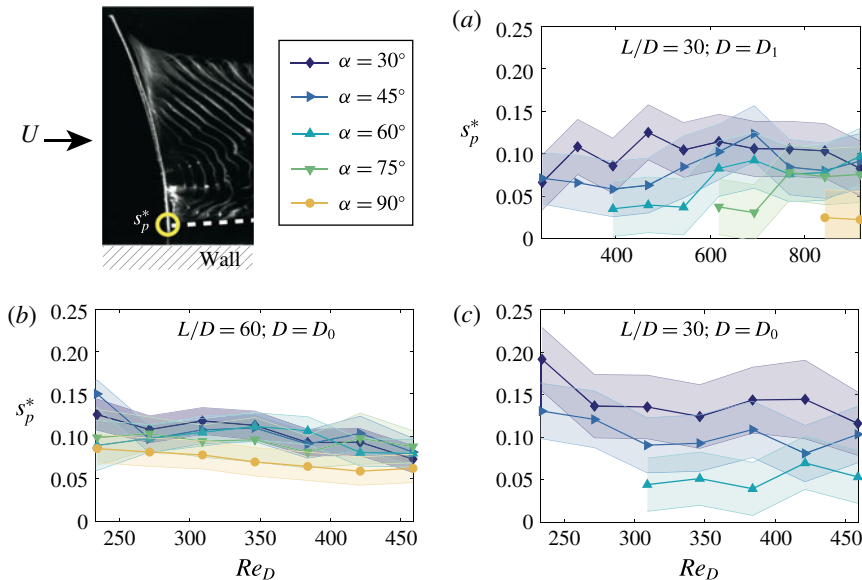 (a)
0.25
0.20
0.15
0.10
0.05
0
s*p
L/D = 30; D = D1
400
600
800
U
s*p
Wall
α = 30°
α = 45°
α = 60°
α = 75°
α = 90°
(b)
0.25
0.20
0.15
0.10
0.05
0
s*p
L/D = 60; D = D0
250
300
350
400
450
ReD
(c)
0.25
0.20
0.15
0.10
0.05
0
L/D = 30; D = D0
250
300
350
400
450
ReD